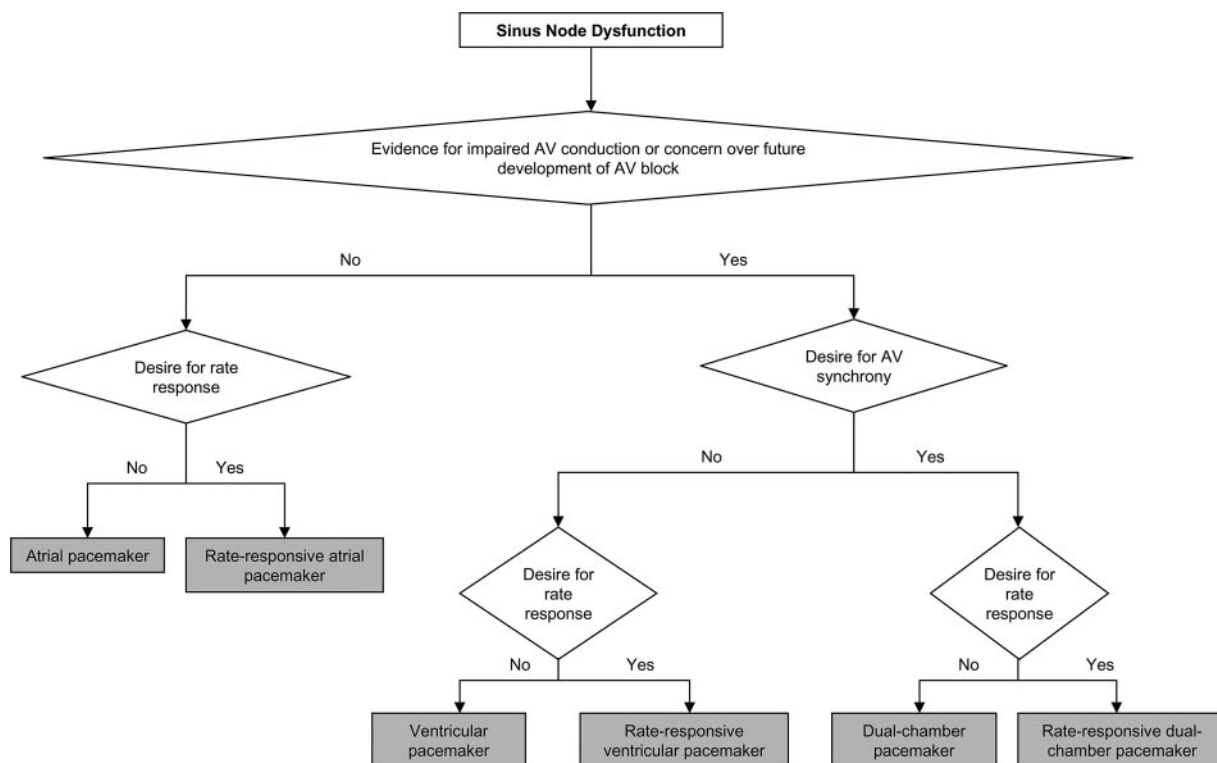 Sinus Node Dysfunction
Evidence for impaired AV conduction or concern over future
development of AV block
No
Yes
Desire for rate
response
Desire for AV
synchrony
No
Yes
No
Yes
Atrial pacemaker
Rate-responsive atrial
pacemaker
Desire for
rate
response
Desire for
rate
response
No
Yes
No
Yes
Ventricular
pacemaker
Rate-responsive
ventricular pacemaker
Dual-chamber
pacemaker
Rate-responsive dual-
chamber pacemaker